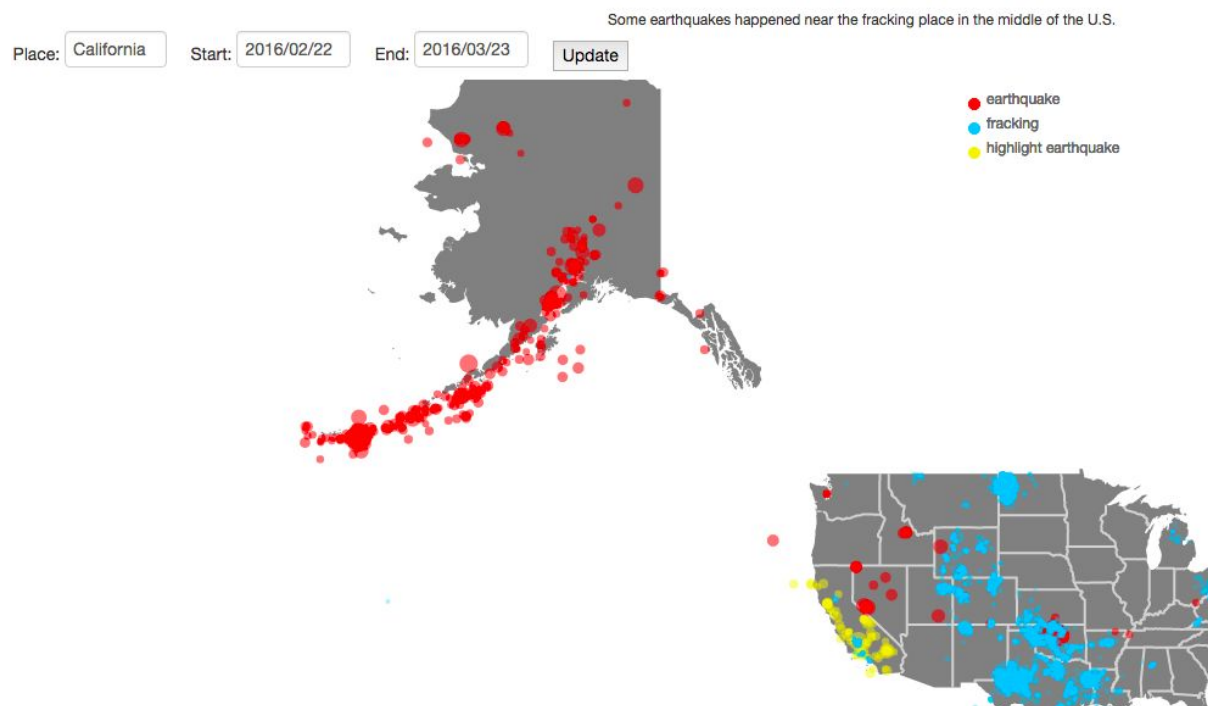 Some earthquakes happened near the fracking place in the middle of the U.S.
Place: California Start: 2016/02/22 End: 2016/03/23 Update
earthquake
fracking
highlight earthquake